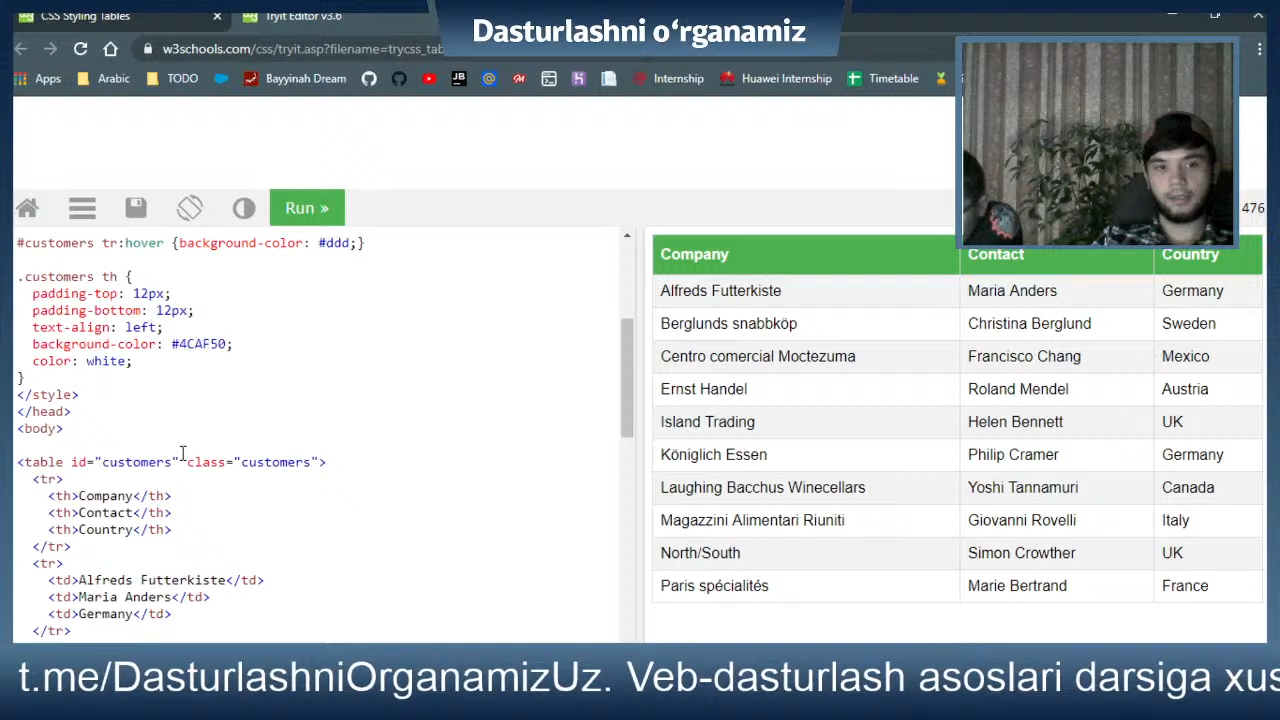 CSS Styling Tables
Tryit Editor v3.6
Dasturlashni oʻrganamiz
w3schools.com/css/tryit.asp?filename=trycss_tab
Apps
Arabic
TODO
Bayyinah Dream
JB
Internship
Huawei Internship
Timetable
Run »
476
#customers tr:hover {background-color: #ddd;}
.customers th {
padding-top: 12px;
padding-bottom: 12px;
text-align: left;
background-color: #4CAF50;
color: white;
}
</style>
</head>
<body>
<table id="customers" class="customers">
<tr>
<th>Company</th>
<th>Contact</th>
<th>Country</th>
</tr>
<tr>
<td>Alfreds Futterkiste</td>
<td>Maria Anders</td>
<td>Germany</td>
</tr>
Company Contact Country
Alfreds Futterkiste Maria Anders Germany
Berglunds snabbköp Christina Berglund Sweden
Centro comercial Moctezuma Francisco Chang Mexico
Ernst Handel Roland Mendel Austria
Island Trading Helen Bennett UK
Königlich Essen Philip Cramer Germany
Laughing Bacchus Winecellars Yoshi Tannamuri Canada
Magazzini Alimentari Riuniti Giovanni Rovelli Italy
North/South Simon Crowther UK
Paris spécialités Marie Bertrand France
t.me/DasturlashniOrganamizUz. Veb-dasturlash asoslari darsiga xus